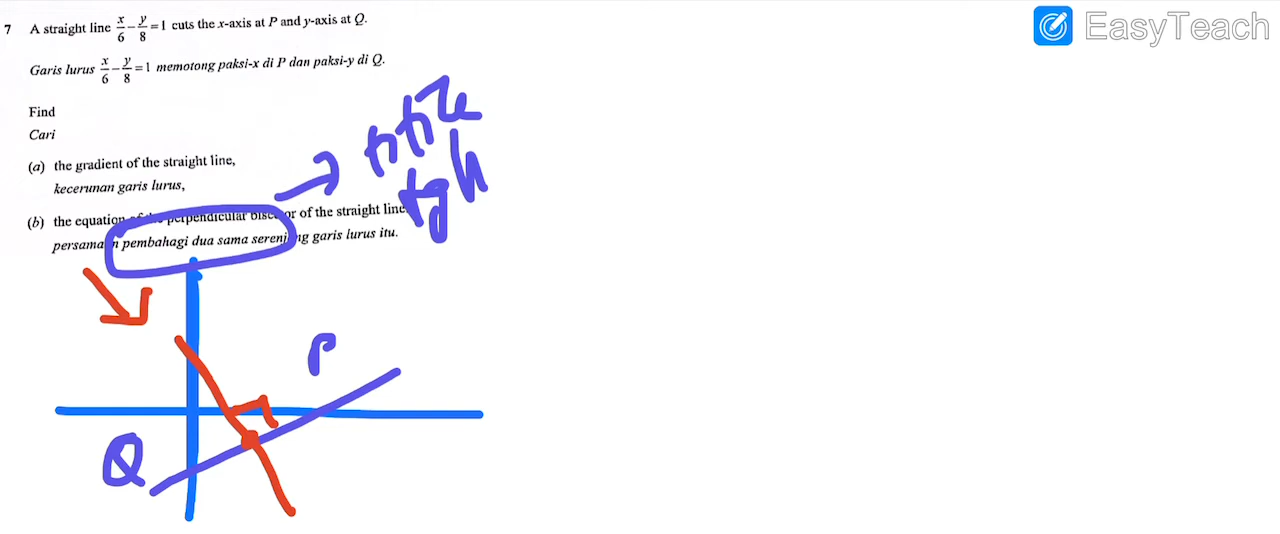 EasyTeach
7 A straight line x/6 - y/8 = 1 cuts the x-axis at P and y-axis at Q.
Garis lurus x/6 - y/8 = 1 memotong paksi-x di P dan paksi-y di Q.
Find
Cari
(a) the gradient of the straight line,
kecerunan garis lurus,
(b) the equation of the perpendicular bisector of the straight line
persamaan pembahagi dua sama serenjang garis lurus itu.
P
Q